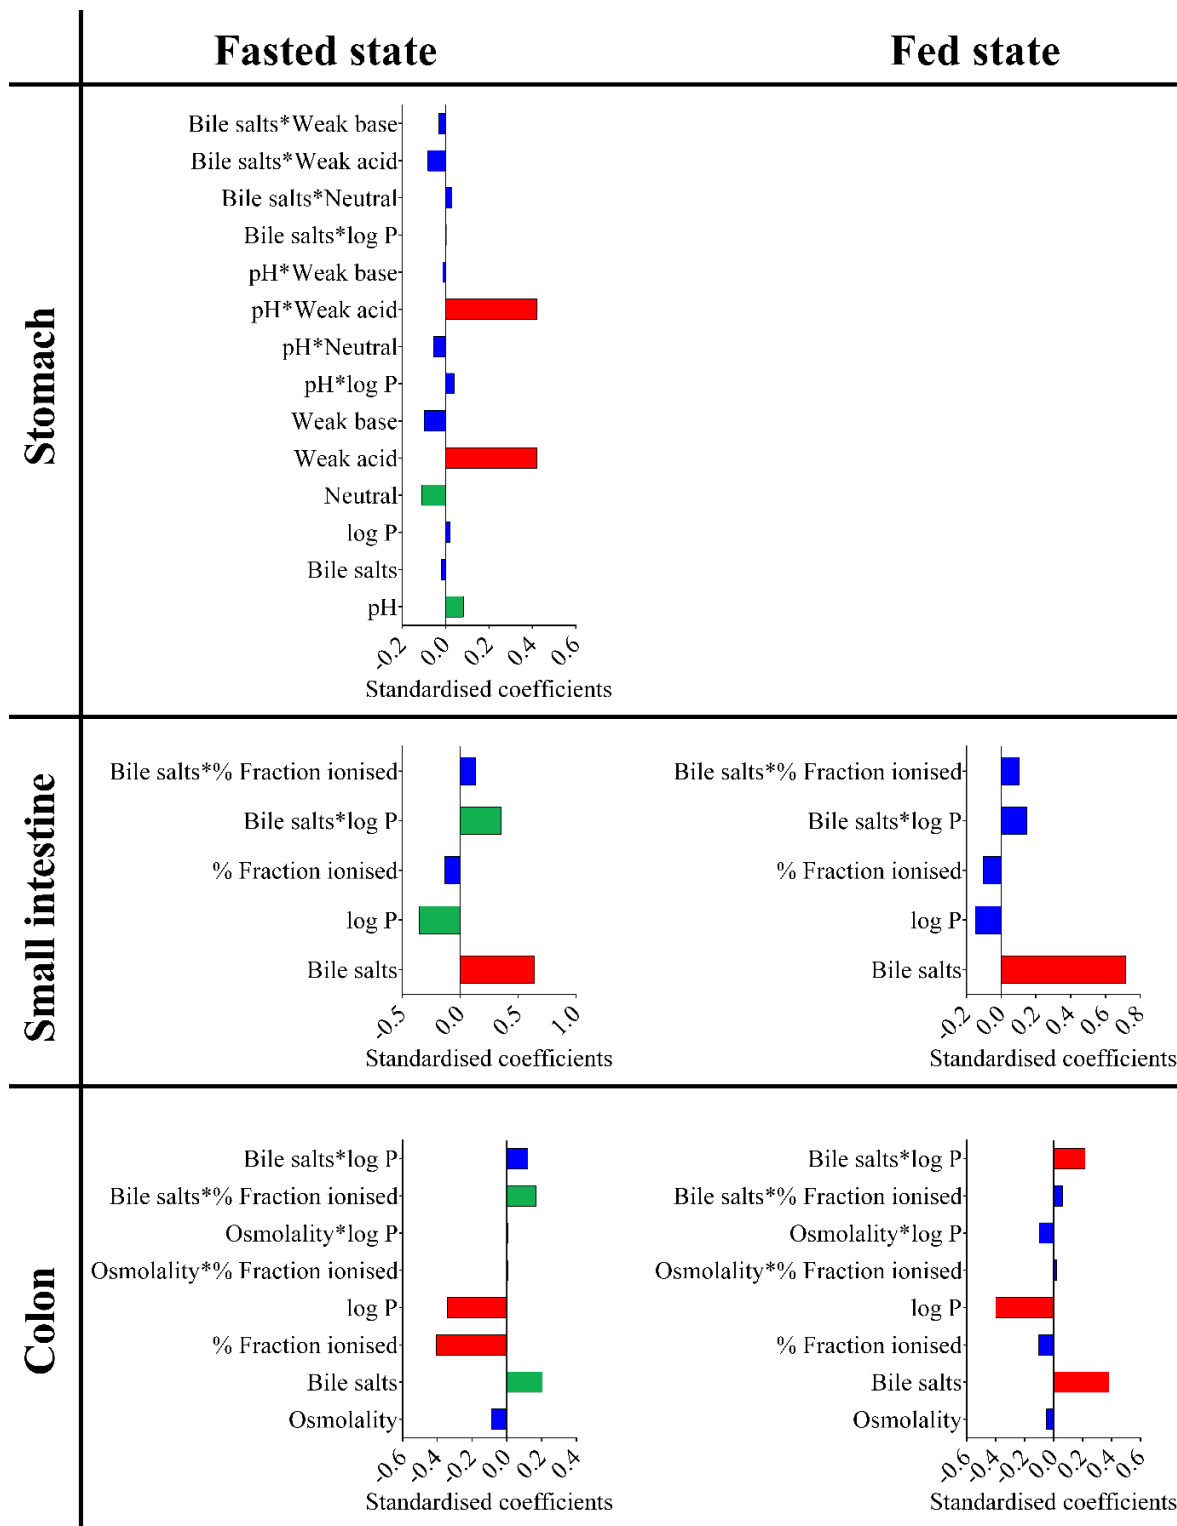 Fasted state
Fed state
Stomach
Bile salts*Weak base
Bile salts*Weak acid
Bile salts*Neutral
Bile salts*log P
pH*Weak base
pH*Weak acid
pH*Neutral
pH*log P
Weak base
Weak acid
Neutral
log P
Bile salts
pH
-0.2 0.0 0.2 0.4 0.6
Standardised coefficients
Small intestine
Bile salts*% Fraction ionised
Bile salts*log P
% Fraction ionised
log P
Bile salts
-0.5 0.0 0.5 1.0
Standardised coefficients
Bile salts*% Fraction ionised
Bile salts*log P
% Fraction ionised
log P
Bile salts
-0.2 0.0 0.2 0.4 0.6 0.8
Standardised coefficients
Colon
Bile salts*log P
Bile salts*% Fraction ionised
Osmolality*log P
Osmolality*% Fraction ionised
log P
% Fraction ionised
Bile salts
Osmolality
-0.6 -0.4 -0.2 0.0 0.2 0.4
Standardised coefficients
Bile salts*log P
Bile salts*% Fraction ionised
Osmolality*log P
Osmolality*% Fraction ionised
log P
% Fraction ionised
Bile salts
Osmolality
-0.6 -0.4 -0.2 0.0 0.2 0.4 0.6
Standardised coefficients